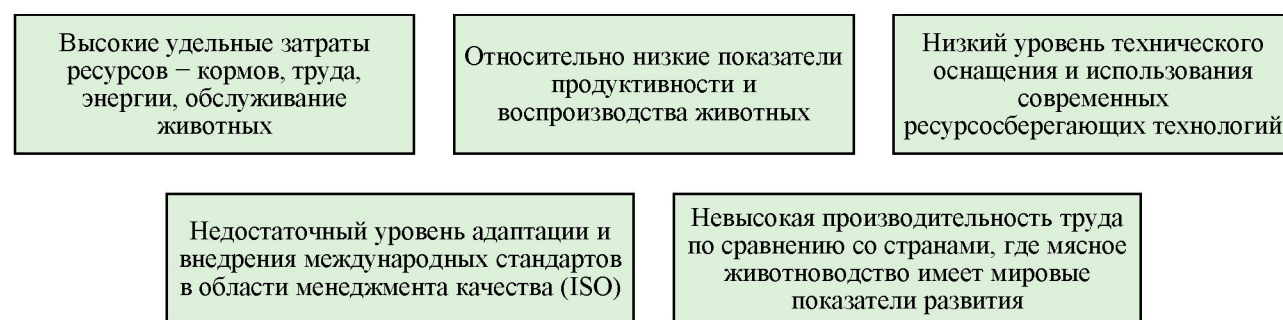 Высокие удельные затраты
ресурсов − кормов, труда,
энергии, обслуживание
животных
Относительно низкие показатели
продуктивности и
воспроизводства животных
Низкий уровень технического
оснащения и использования
современных
ресурсосберегающих технологий
Недостаточный уровень адаптации и
внедрения международных стандартов
в области менеджмента качества (ISO)
Невысокая производительность труда
по сравнению со странами, где мясное
животноводство имеет мировые
показатели развития